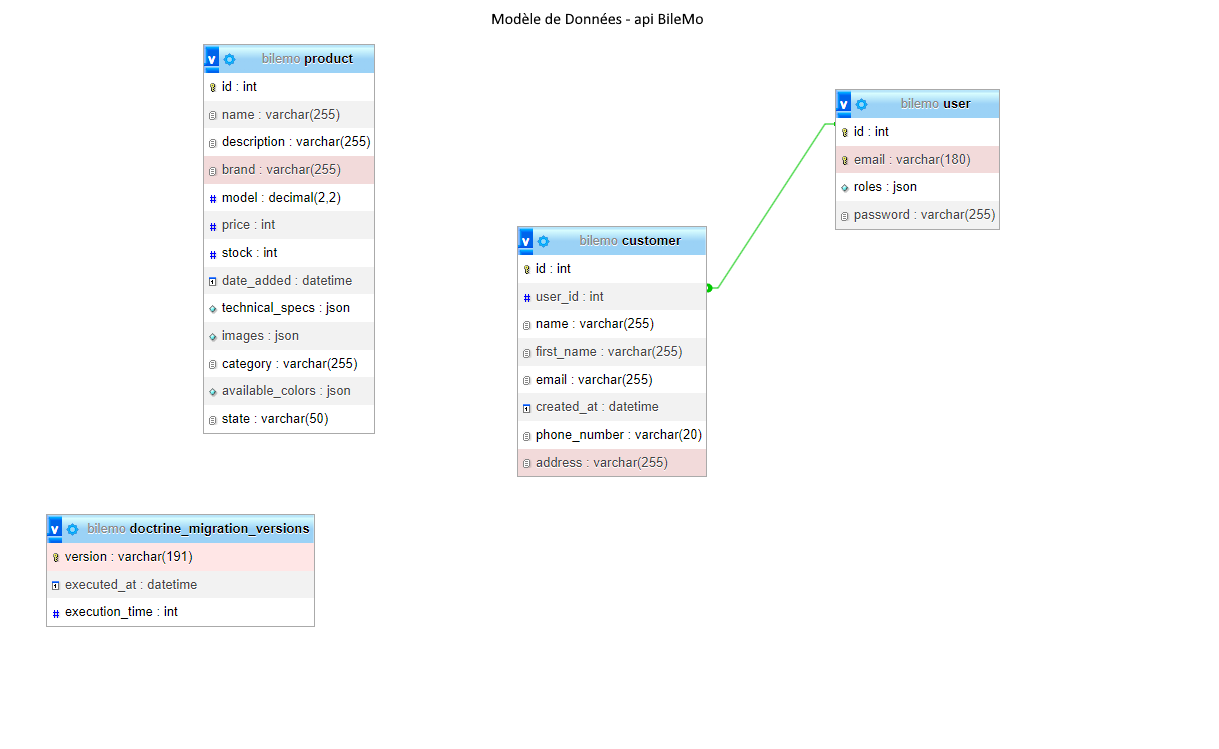 Modèle de Données - api BileMo
v bilemo product
id : int
name : varchar(255)
description : varchar(255)
brand : varchar(255)
# model : decimal(2,2)
# price : int
# stock : int
date_added : datetime
technical_specs : json
images : json
category : varchar(255)
available_colors : json
state : varchar(50)
v bilemo user
id : int
email : varchar(180)
roles : json
password : varchar(255)
v bilemo customer
id : int
# user_id : int
name : varchar(255)
first_name : varchar(255)
email : varchar(255)
created_at : datetime
phone_number : varchar(20)
address : varchar(255)
v bilemo doctrine_migration_versions
version : varchar(191)
executed_at : datetime
# execution_time : int